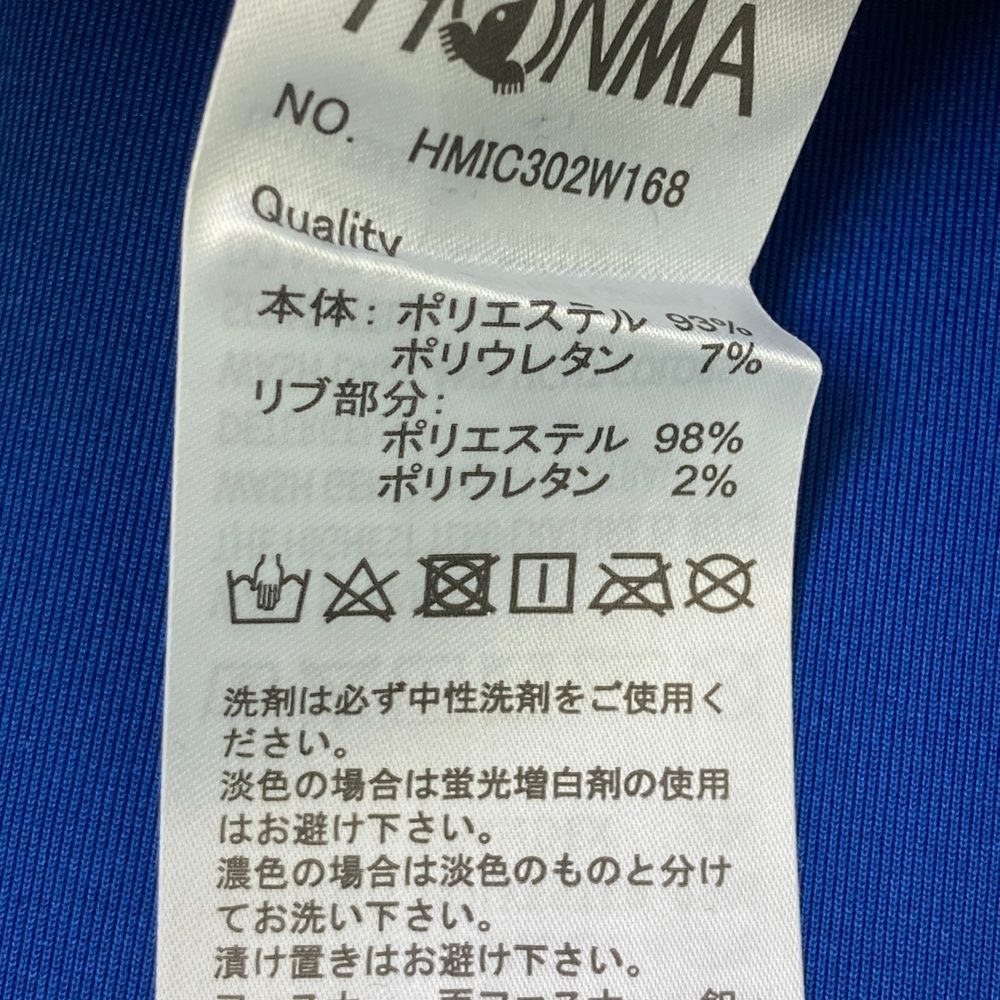 HONMA
NO. HMIC302W168
Quality
本体: ポリエステル 93%
ポリウレタン 7%
リブ部分:
ポリエステル 98%
ポリウレタン 2%
洗剤は必ず中性洗剤をご使用く
ださい。
淡色の場合は蛍光増白剤の使用
はお避け下さい。
濃色の場合は淡色のものと分け
てお洗い下さい。
漬け置きはお避け下さい。